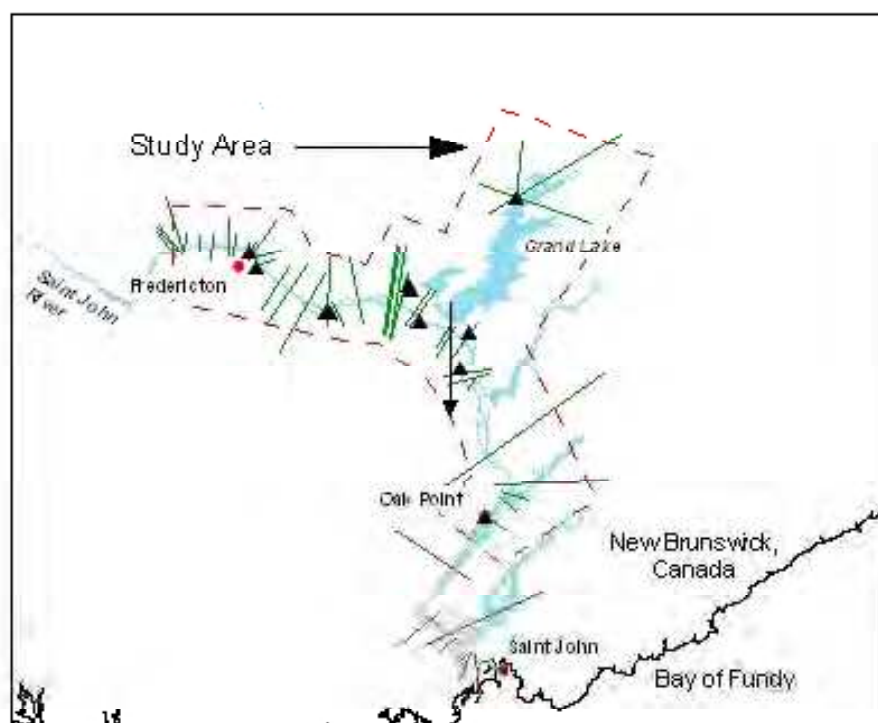 Study Area
Grand Lake
Fredericton
Saint John
River
Oak Point
New Brunswick,
Canada
Saint John
Bay of Fundy